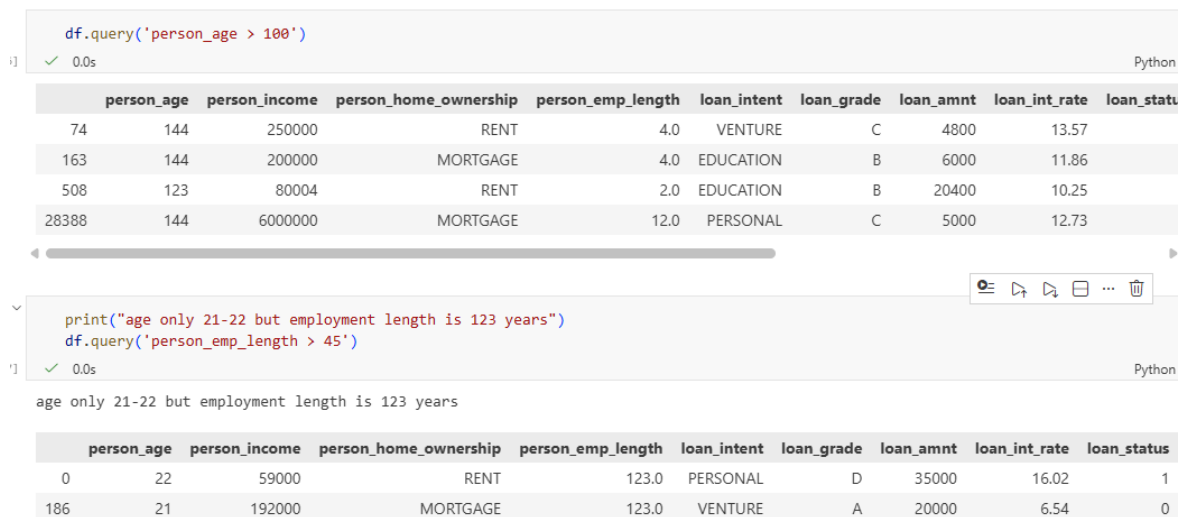 df.query('person_age > 100')
0.0s Python
person_age person_income person_home_ownership person_emp_length loan_intent loan_grade loan_amnt loan_int_rate loan_statu
74 144 250000 RENT 4.0 VENTURE C 4800 13.57
163 144 200000 MORTGAGE 4.0 EDUCATION B 6000 11.86
508 123 80004 RENT 2.0 EDUCATION B 20400 10.25
28388 144 6000000 MORTGAGE 12.0 PERSONAL C 5000 12.73
print("age only 21-22 but employment length is 123 years")
df.query('person_emp_length > 45')
0.0s Python
age only 21-22 but employment length is 123 years
person_age person_income person_home_ownership person_emp_length loan_intent loan_grade loan_amnt loan_int_rate loan_status
0 22 59000 RENT 123.0 PERSONAL D 35000 16.02 1
186 21 192000 MORTGAGE 123.0 VENTURE A 20000 6.54 0